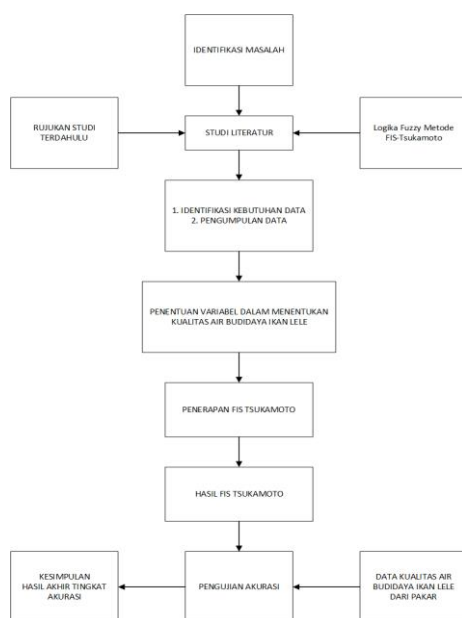 IDENTIFIKASI MASALAH
RUJUKAN STUDI
TERDAHULU
STUDI LITERATUR
Logika Fuzzy Metode
FIS-Tsukamoto
1. IDENTIFIKASI KEBUTUHAN DATA
2. PENGUMPULAN DATA
PENENTUAN VARIABEL DALAM MENENTUKAN
KUALITAS AIR BUDIDAYA IKAN LELE
PENERAPAN FIS TSUKAMOTO
HASIL FIS TSUKAMOTO
KESIMPULAN
HASIL AKHIR TINGKAT
AKURASI
PENGUJIAN AKURASI
DATA KUALITAS AIR
BUDIDAYA IKAN LELE
DARI PAKAR